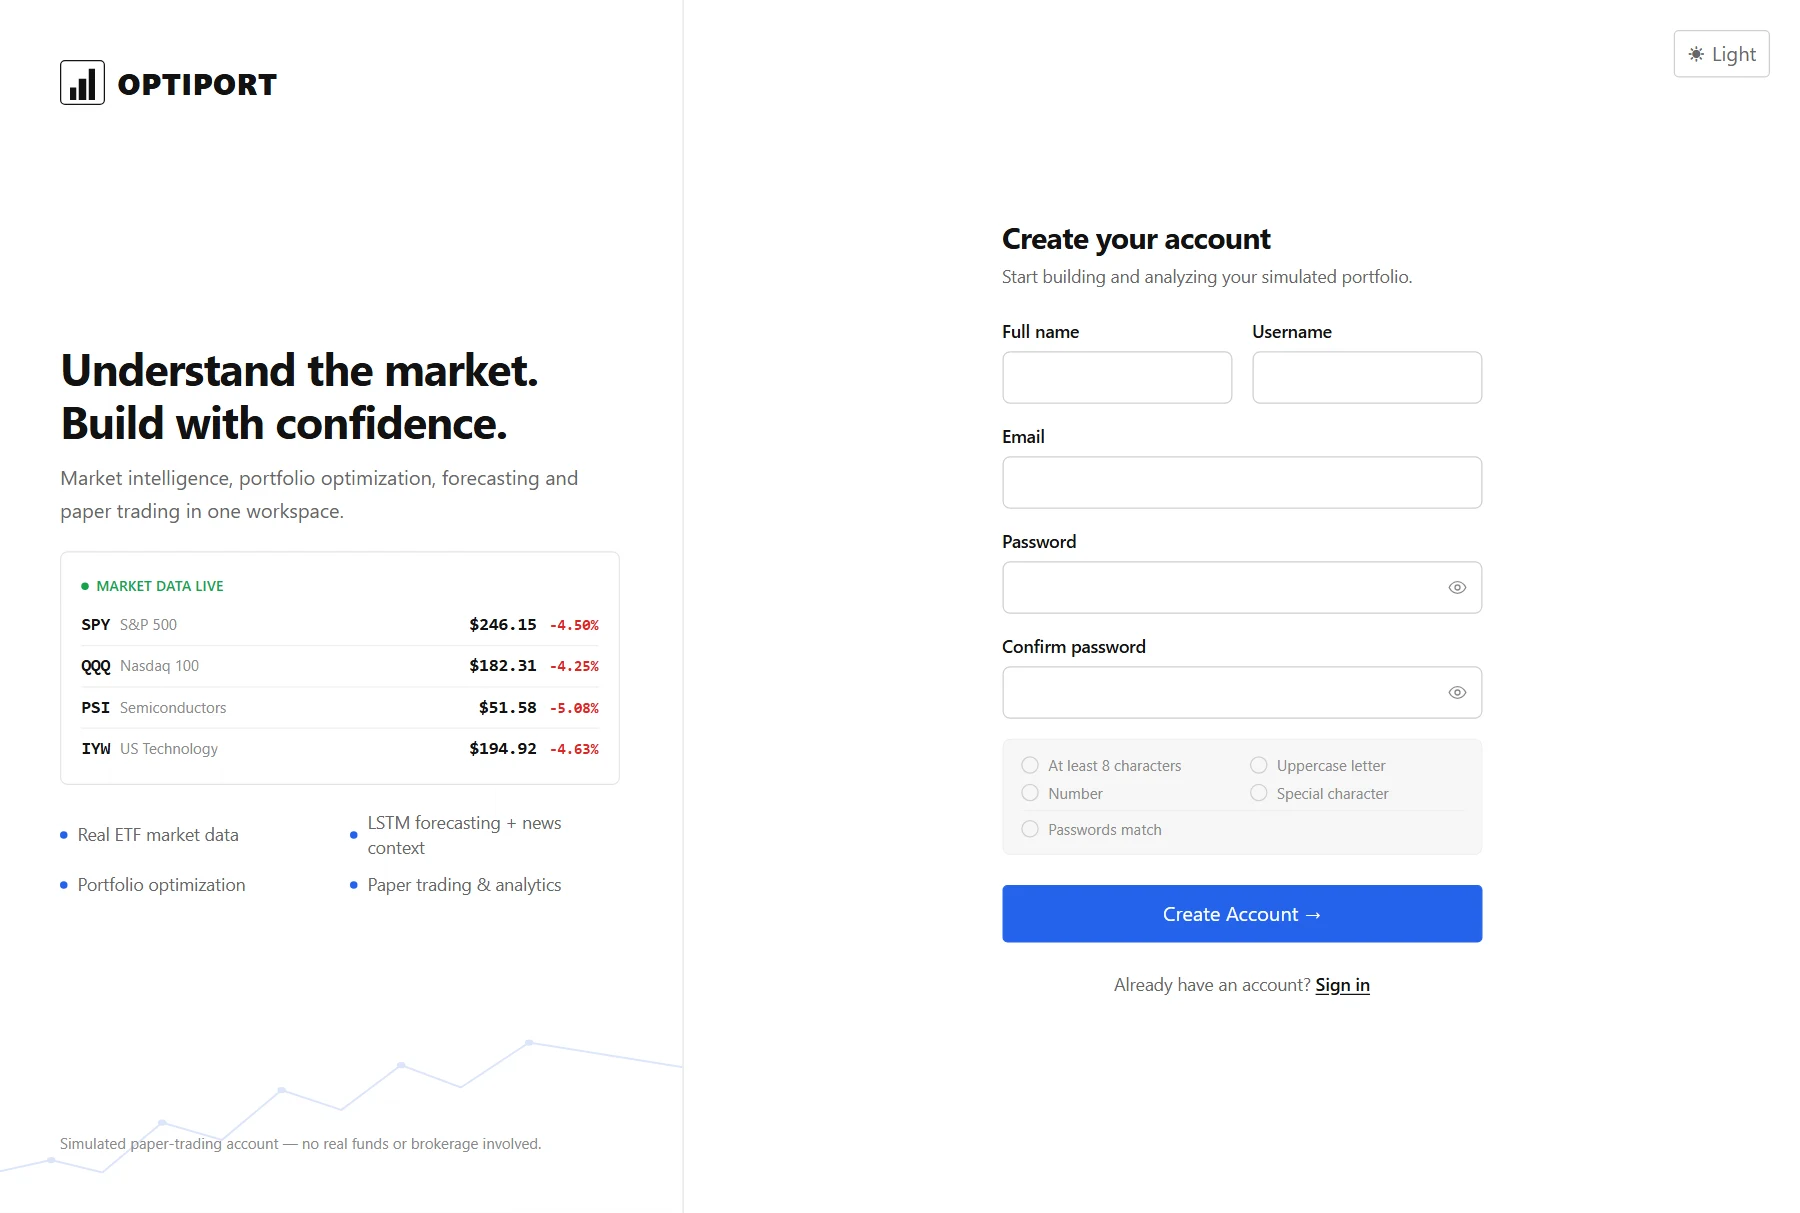 OPTIPORT
Understand the market.
Build with confidence.
Market intelligence, portfolio optimization, forecasting and
paper trading in one workspace.
MARKET DATA LIVE
SPY S&P 500 $246.15 -4.50%
QQQ Nasdaq 100 $182.31 -4.25%
PSI Semiconductors $51.58 -5.08%
IYW US Technology $194.92 -4.63%
Real ETF market data
LSTM forecasting + news
context
Portfolio optimization
Paper trading & analytics
Simulated paper-trading account — no real funds or brokerage involved.
Light
Create your account
Start building and analyzing your simulated portfolio.
Full name
Username
Email
Password
Confirm password
At least 8 characters
Uppercase letter
Number
Special character
Passwords match
Create Account →
Already have an account? Sign in